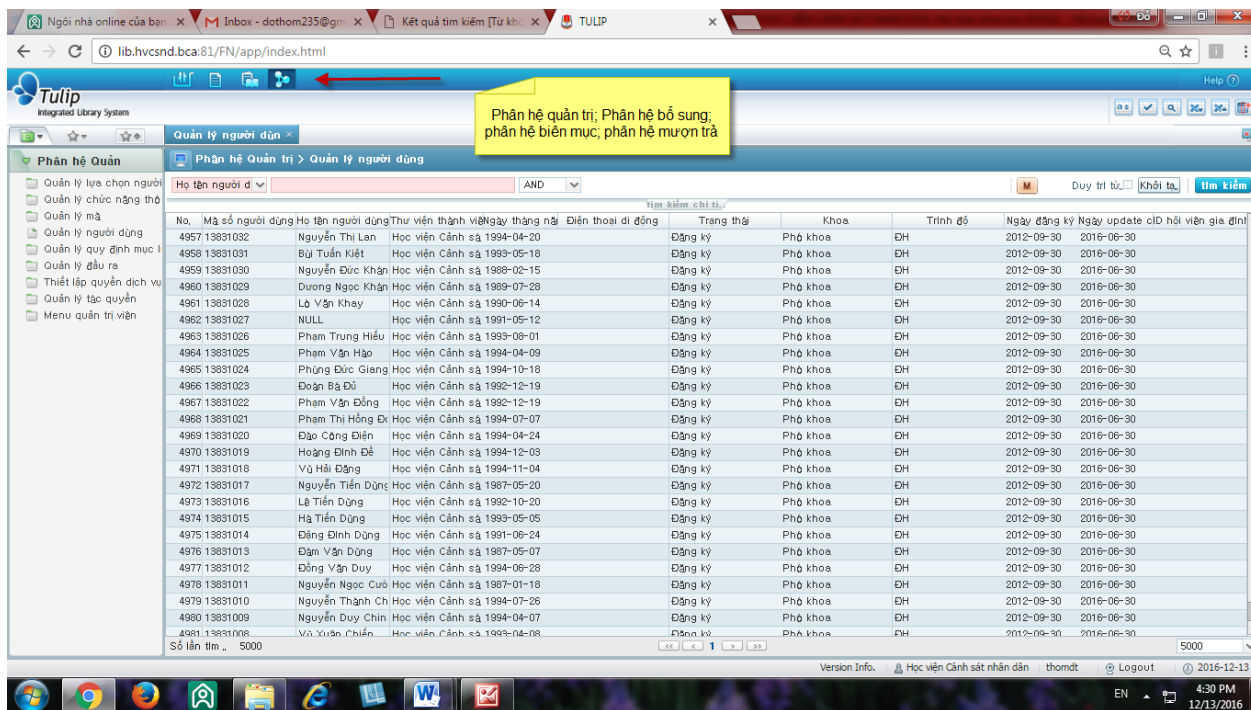 Ngôi nhà online của bạn
Inbox - dothom235@gm
Kết quả tìm kiếm [Từ khó
TULIP
Đỗ
lib.hvcsnd.bca:81/FN/app/index.html
Help
Tulip
Integrated Library System
Phân hệ quản trị; Phân hệ bổ sung;
phân hệ biên mục; phân hệ mượn trả
Quản lý người dùn
Phân hệ Quản
Phân hệ Quản trị > Quản lý người dùng
Quản lý lựa chọn người
Quản lý chức năng thô
Quản lý mã
Quản lý người dùng
Quản lý quy định mục l
Quản lý đầu ra
Thiết lập quyền dịch vụ
Quản lý tác quyền
Menu quản trị viên
Họ tên người d AND M Duy trì từ Khởi tạ tìm kiếm
tìm kiếm chi ti
No. Mã số người dùng Họ tên người dùng Thư viện thành viê Ngày tháng nă Điện thoại di động Trạng thái Khoa Trình độ Ngày đăng ký Ngày update c ID hội viên gia đình
4957 13831032 Nguyễn Thị Lan Học viện Cảnh sá 1994-04-20 Đăng ký Phó khoa ĐH 2012-09-30 2016-06-30
4958 13831031 Bùi Tuấn Kiệt Học viện Cảnh sá 1993-05-18 Đăng ký Phó khoa ĐH 2012-09-30 2016-06-30
4959 13831030 Nguyễn Đức Khán Học viện Cảnh sá 1988-02-15 Đăng ký Phó khoa ĐH 2012-09-30 2016-06-30
4960 13831029 Dương Ngọc Khán Học viện Cảnh sá 1989-07-28 Đăng ký Phó khoa ĐH 2012-09-30 2016-06-30
4961 13831028 Lò Văn Khay Học viện Cảnh sá 1990-06-14 Đăng ký Phó khoa ĐH 2012-09-30 2016-06-30
4962 13831027 NULL Học viện Cảnh sá 1991-05-12 Đăng ký Phó khoa ĐH 2012-09-30 2016-06-30
4963 13831026 Phạm Trung Hiếu Học viện Cảnh sá 1993-08-01 Đăng ký Phó khoa ĐH 2012-09-30 2016-06-30
4964 13831025 Phạm Văn Hào Học viện Cảnh sá 1994-04-09 Đăng ký Phó khoa ĐH 2012-09-30 2016-06-30
4965 13831024 Phùng Đức Giang Học viện Cảnh sá 1994-10-18 Đăng ký Phó khoa ĐH 2012-09-30 2016-06-30
4966 13831023 Đoàn Bá Đủ Học viện Cảnh sá 1992-12-19 Đăng ký Phó khoa ĐH 2012-09-30 2016-06-30
4967 13831022 Phạm Văn Đồng Học viện Cảnh sá 1992-12-19 Đăng ký Phó khoa ĐH 2012-09-30 2016-06-30
4968 13831021 Phạm Thị Hồng Đ Học viện Cảnh sá 1994-07-07 Đăng ký Phó khoa ĐH 2012-09-30 2016-06-30
4969 13831020 Đào Công Điện Học viện Cảnh sá 1994-04-24 Đăng ký Phó khoa ĐH 2012-09-30 2016-06-30
4970 13831019 Hoàng Đình Đề Học viện Cảnh sá 1994-12-03 Đăng ký Phó khoa ĐH 2012-09-30 2016-06-30
4971 13831018 Vũ Hải Đăng Học viện Cảnh sá 1994-11-04 Đăng ký Phó khoa ĐH 2012-09-30 2016-06-30
4972 13831017 Nguyễn Tiến Dũng Học viện Cảnh sá 1987-05-20 Đăng ký Phó khoa ĐH 2012-09-30 2016-06-30
4973 13831016 Lê Tiến Dũng Học viện Cảnh sá 1992-10-20 Đăng ký Phó khoa ĐH 2012-09-30 2016-06-30
4974 13831015 Hà Tiến Dũng Học viện Cảnh sá 1993-05-05 Đăng ký Phó khoa ĐH 2012-09-30 2016-06-30
4975 13831014 Đặng Đình Dũng Học viện Cảnh sá 1991-06-24 Đăng ký Phó khoa ĐH 2012-09-30 2016-06-30
4976 13831013 Đàm Văn Dũng Học viện Cảnh sá 1987-05-07 Đăng ký Phó khoa ĐH 2012-09-30 2016-06-30
4977 13831012 Đồng Văn Duy Học viện Cảnh sá 1994-06-28 Đăng ký Phó khoa ĐH 2012-09-30 2016-06-30
4978 13831011 Nguyễn Ngọc Cườ Học viện Cảnh sá 1987-01-18 Đăng ký Phó khoa ĐH 2012-09-30 2016-06-30
4979 13831010 Nguyễn Thành Ch Học viện Cảnh sá 1994-07-26 Đăng ký Phó khoa ĐH 2012-09-30 2016-06-30
4980 13831009 Nguyễn Duy Chin Học viện Cảnh sá 1994-04-07 Đăng ký Phó khoa ĐH 2012-09-30 2016-06-30
4981 13831008 Vũ Xuân Chiến Học viện Cảnh sá 1993-04-08 Đăng ký Phó khoa ĐH 2012-09-30 2016-06-30
Số lần tìm 5000 << < 1 > >> 5000
Version Info. Học viện Cảnh sát nhân dân thomdt Logout 2016-12-13
EN 4:30 PM
12/13/2016